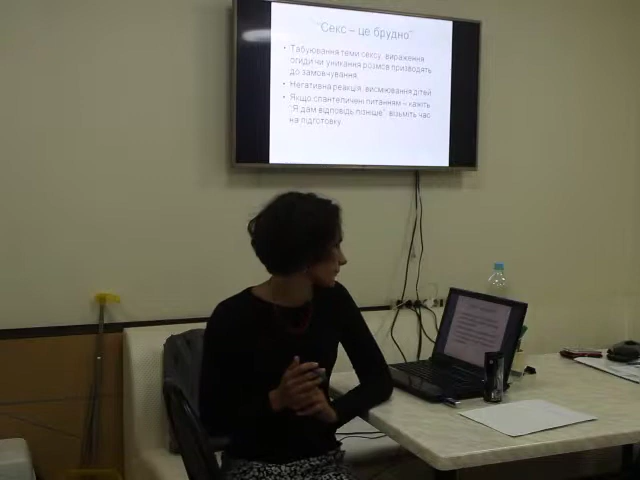 "Секс – це брудно"
• Табуювання теми сексу, вираження
огиди чи уникання розмов призводять
до замовчування
• Негативна реакція, висміювання дітей
• Якщо спантеличені питанням – кажіть
"Я дам відповідь пізніше", візьміть час
на підготовку.